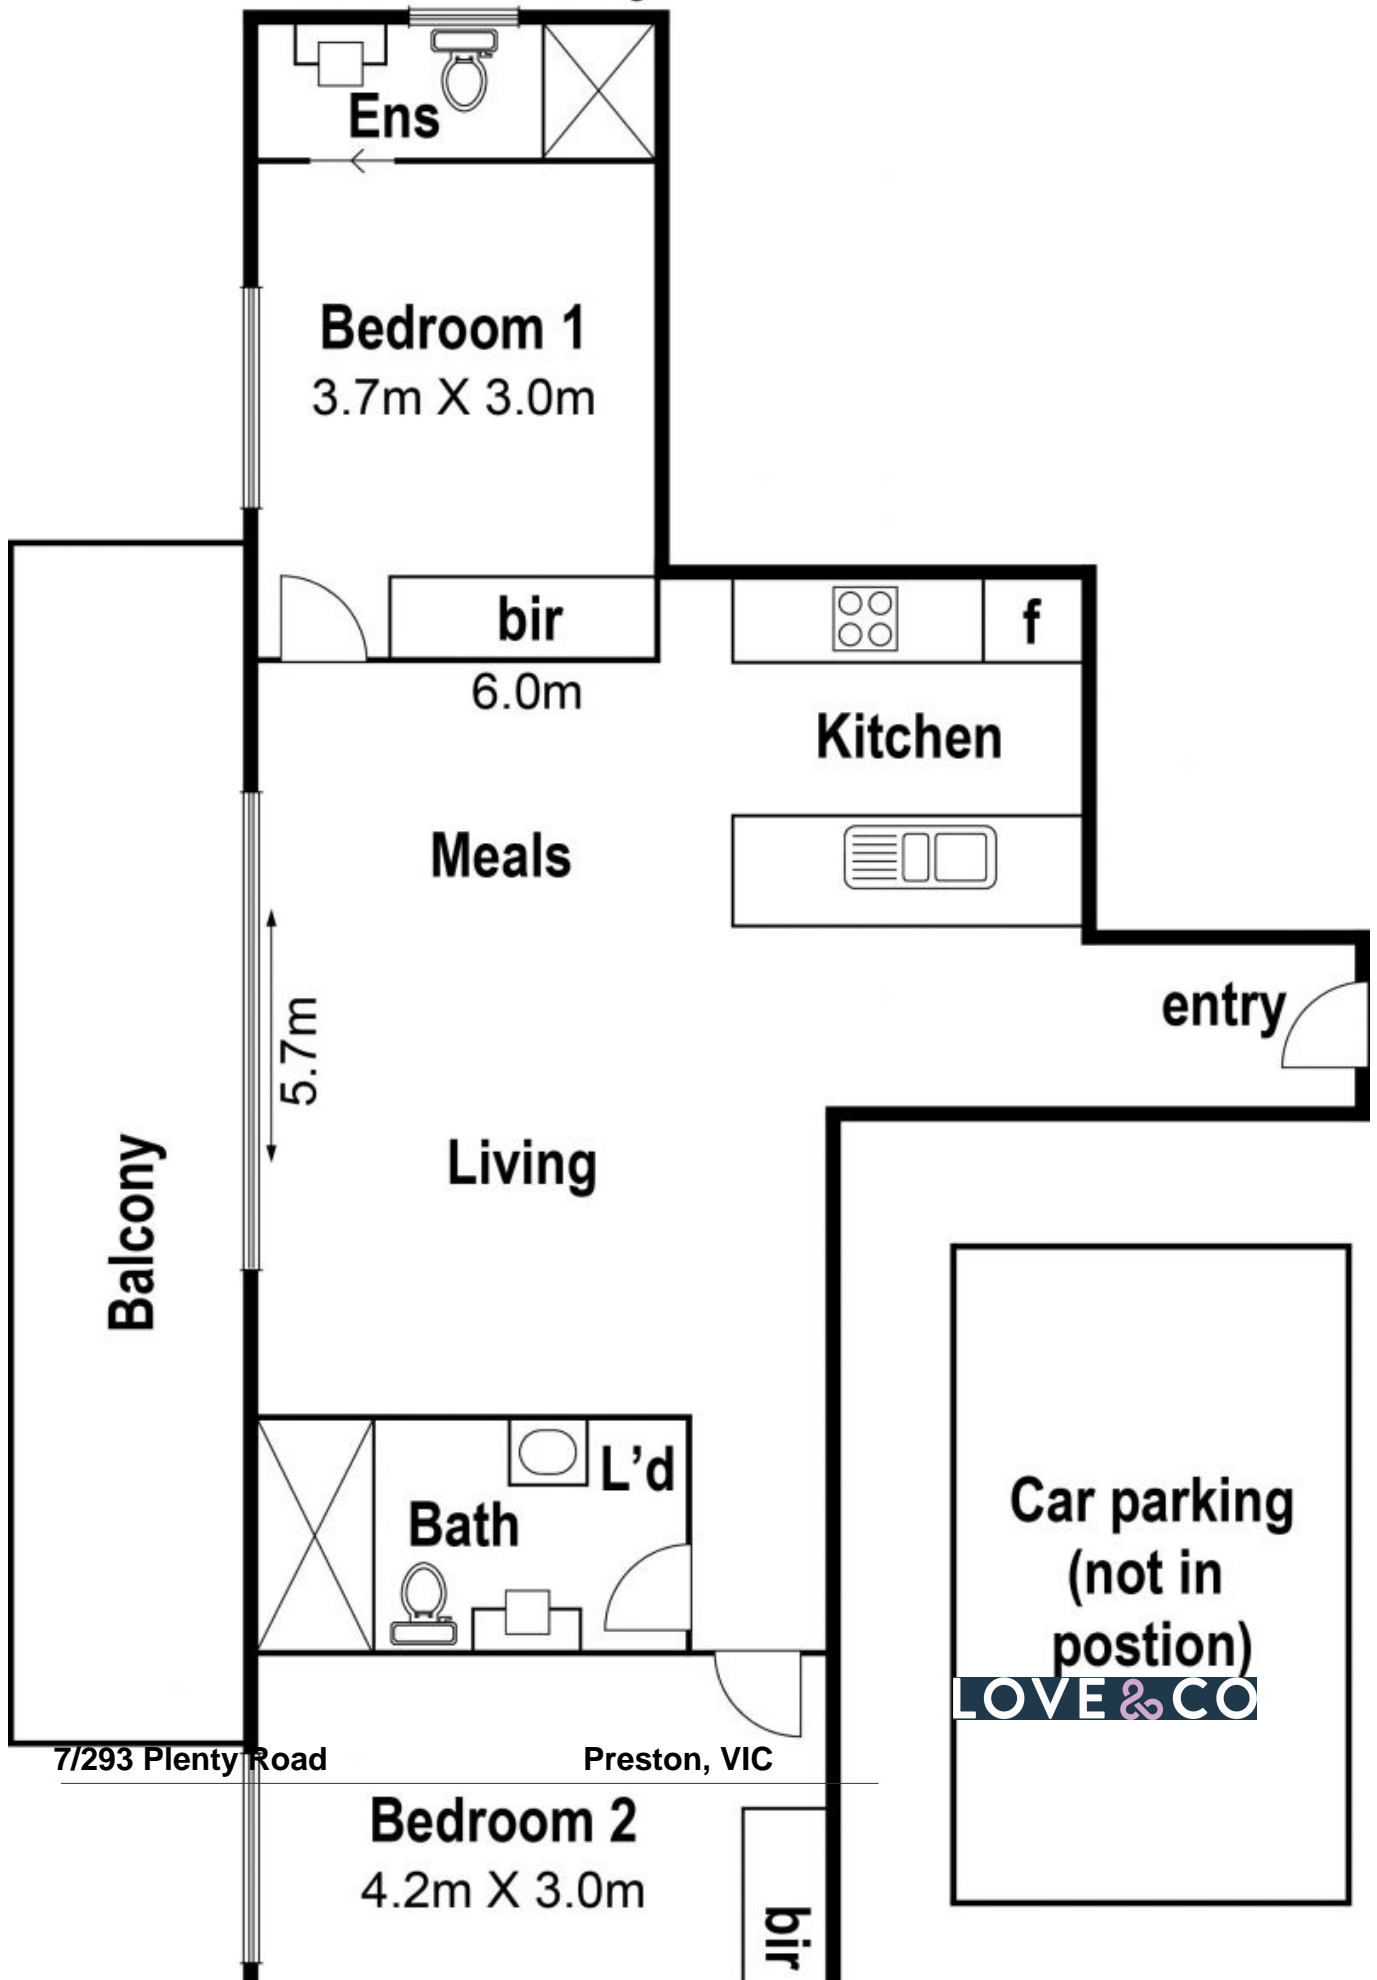 Ens
Bedroom 1
3.7m X 3.0m
bir
f
6.0m
Kitchen
Meals
5.7m
entry
Living
Balcony
L'd
Bath
Car parking
(not in
postion)
LOVE & CO
7/293 Plenty Road
Preston, VIC
Bedroom 2
4.2m X 3.0m
bir